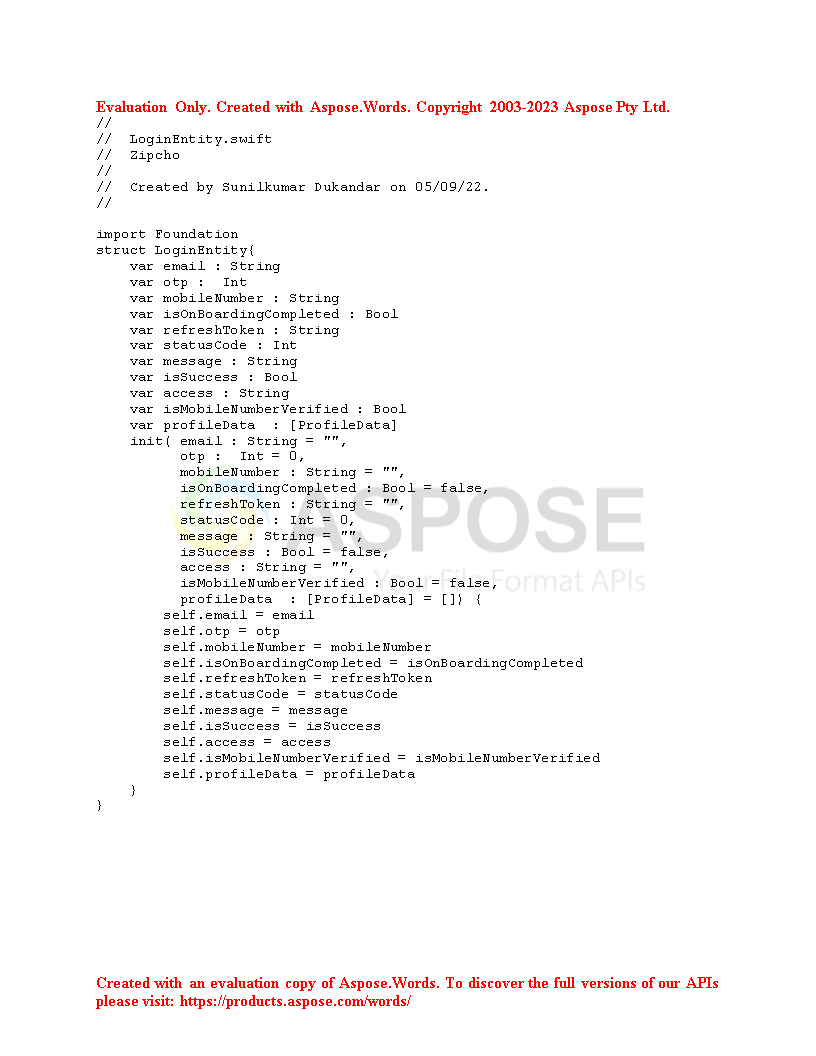 Evaluation Only. Created with Aspose.Words. Copyright 2003-2023 Aspose Pty Ltd.
//
//  LoginEntity.swift
//  Zipcho
//
//  Created by Sunilkumar Dukandar on 05/09/22.
//

import Foundation
struct LoginEntity{
    var email : String
    var otp :  Int
    var mobileNumber : String
    var isOnBoardingCompleted : Bool
    var refreshToken : String
    var statusCode : Int
    var message : String
    var isSuccess : Bool
    var access : String
    var isMobileNumberVerified : Bool
    var profileData  : [ProfileData]
    init( email : String = "",
          otp :  Int = 0,
          mobileNumber : String = "",
          isOnBoardingCompleted : Bool = false,
          refreshToken : String = "",
          statusCode : Int = 0,
          message : String = "",
          isSuccess : Bool = false,
          access : String = "",
          isMobileNumberVerified : Bool = false,
          profileData  : [ProfileData] = []) {
        self.email = email
        self.otp = otp
        self.mobileNumber = mobileNumber
        self.isOnBoardingCompleted = isOnBoardingCompleted
        self.refreshToken = refreshToken
        self.statusCode = statusCode
        self.message = message
        self.isSuccess = isSuccess
        self.access = access
        self.isMobileNumberVerified = isMobileNumberVerified
        self.profileData = profileData
    }
}
ASPOSE
Your File Format APIs
Created with an evaluation copy of Aspose.Words. To discover the full versions of our APIs
please visit: https://products.aspose.com/words/